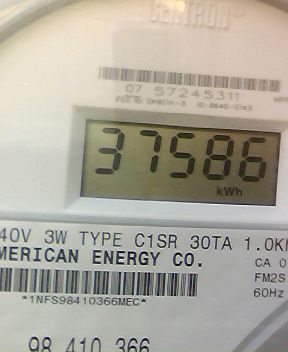 CENTRON®
07 57245311
37586
kWh
40V 3W TYPE C1SR 30TA 1.0K
MERICAN ENERGY CO.
CA 0
FM2S
60Hz
*1NFS98410366MEC*
98 410 366